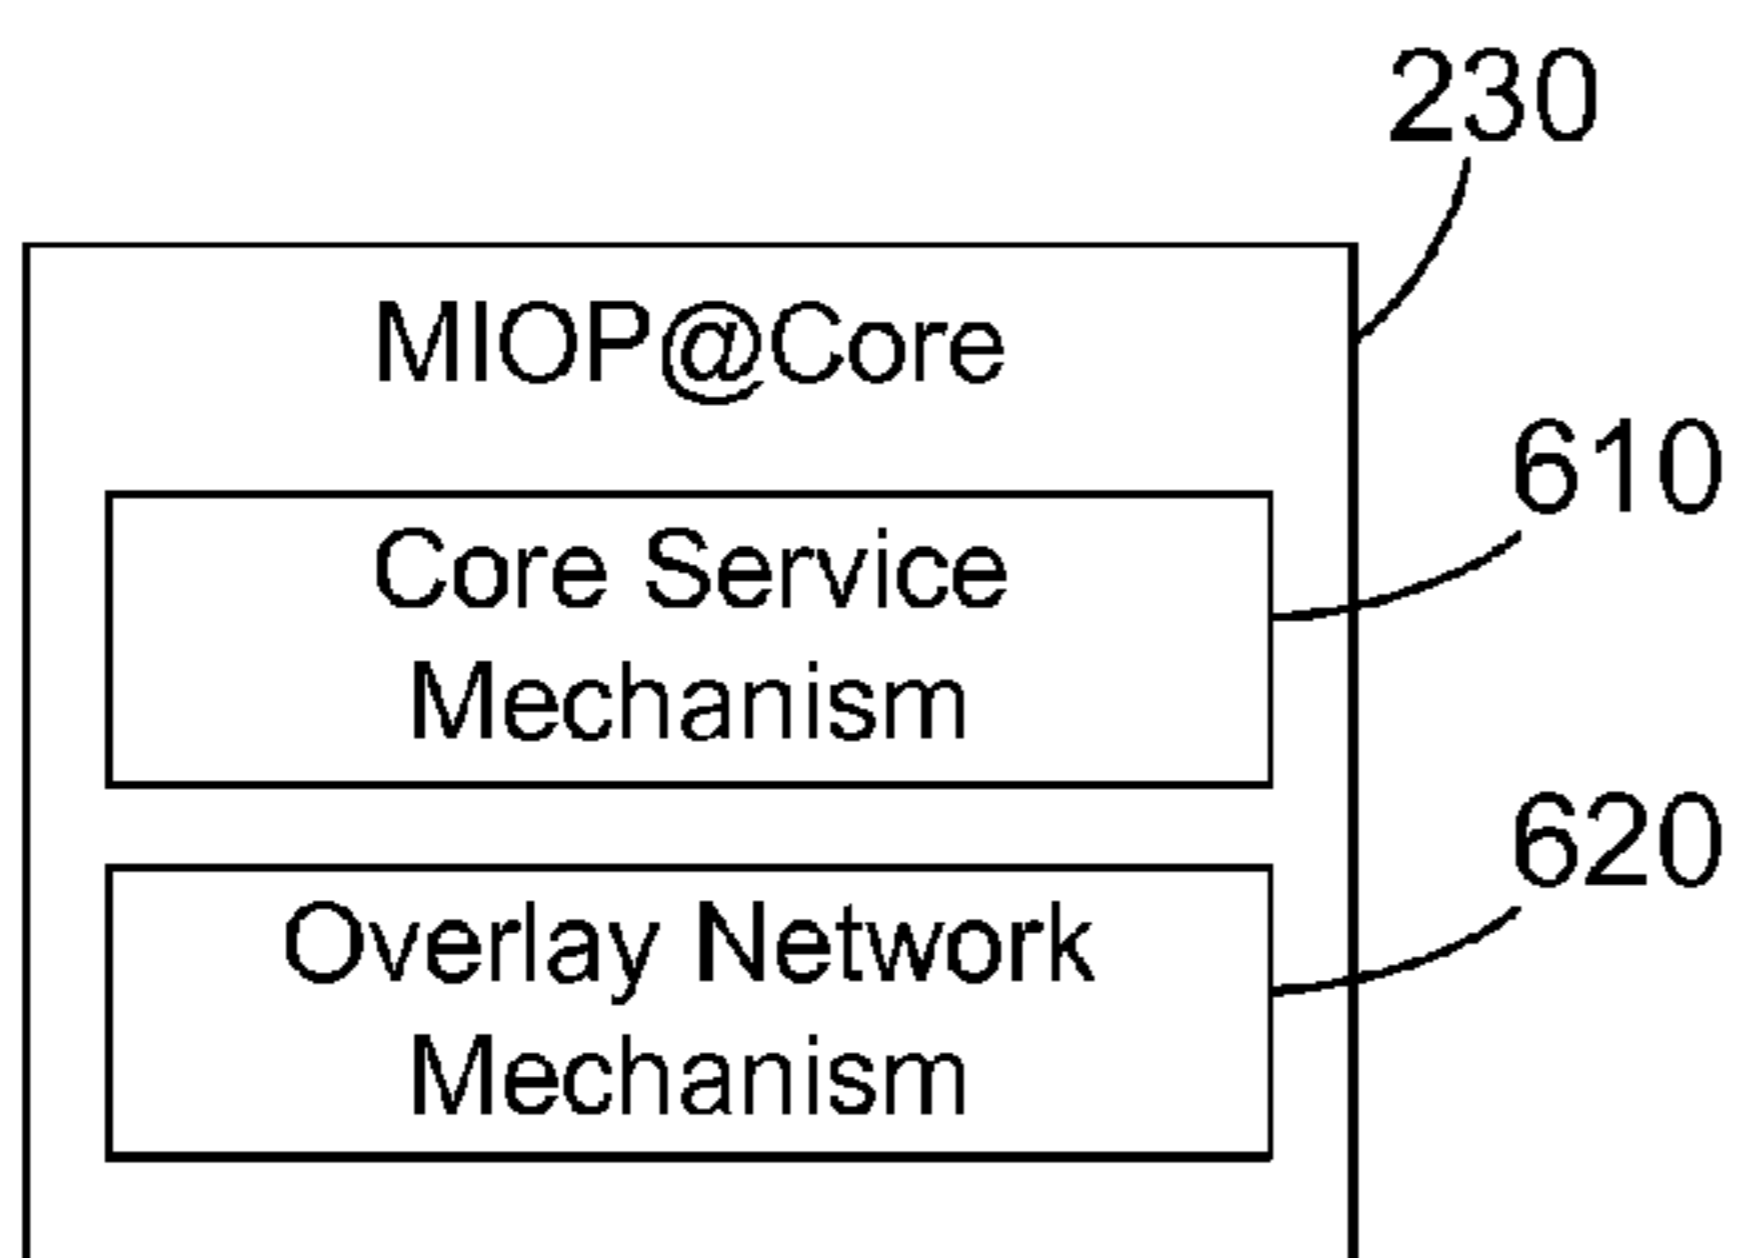 230
MIOP@Core
610
Core Service
Mechanism
620
Overlay Network
Mechanism